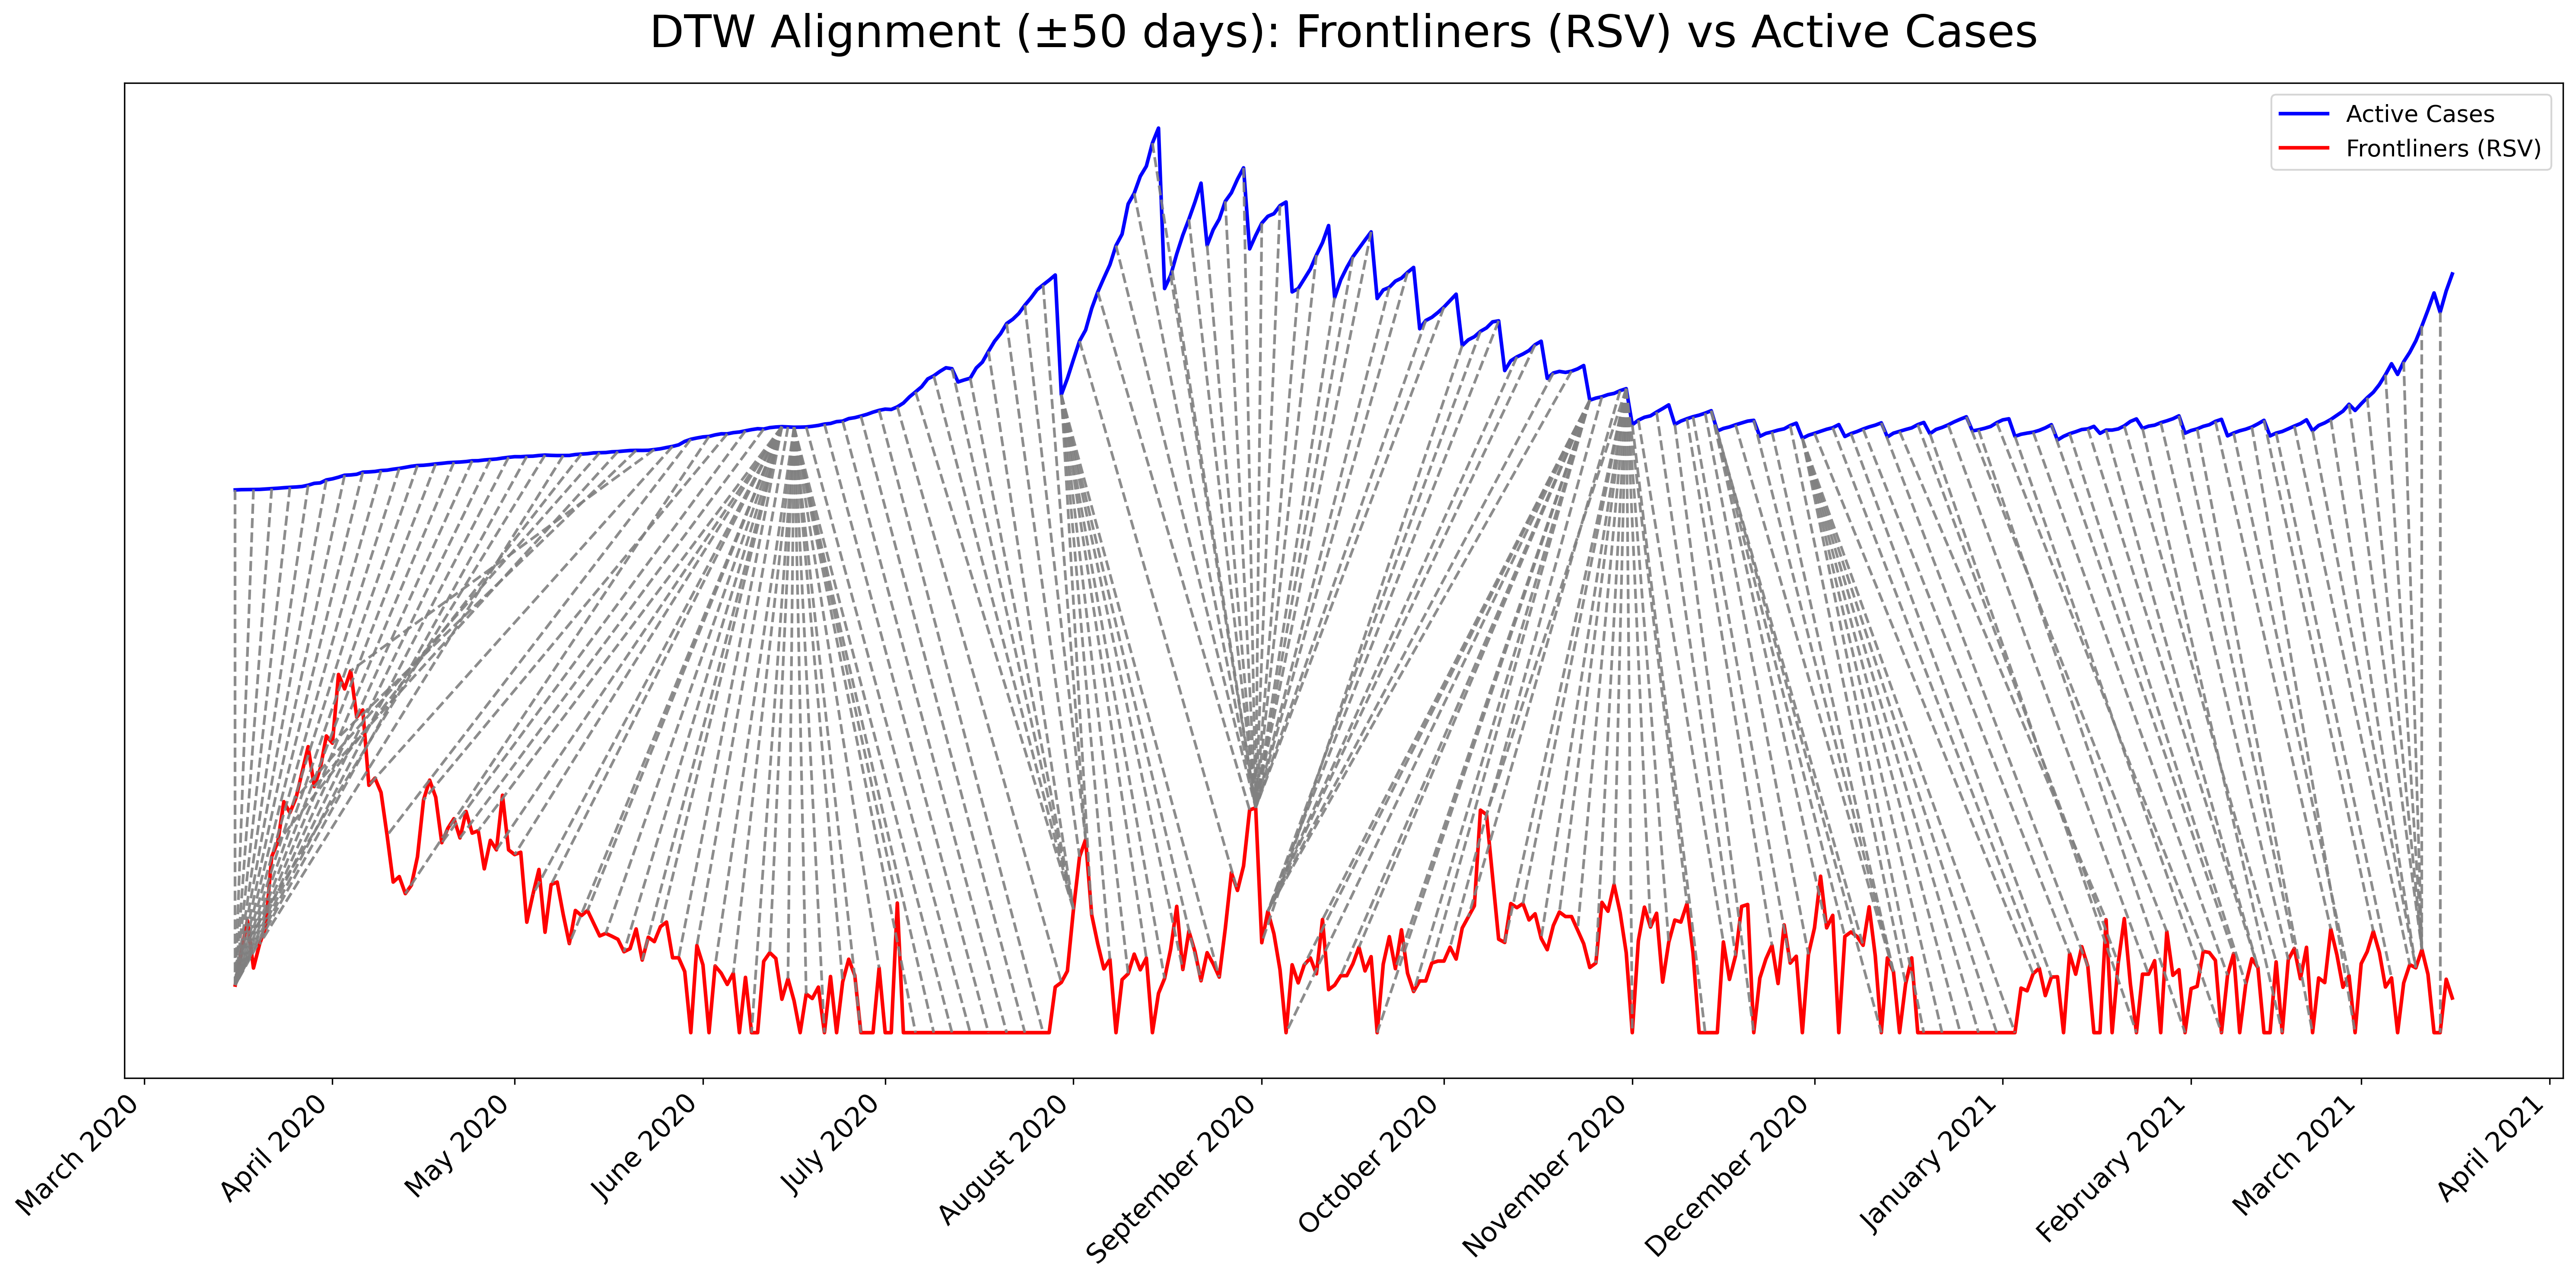 DTW Alignment (±50 days): Frontliners (RSV) vs Active Cases
Active Cases
Frontliners (RSV)
March 2020
April 2020
May 2020
June 2020
July 2020
August 2020
September 2020
October 2020
November 2020
December 2020
January 2021
February 2021
March 2021
April 2021